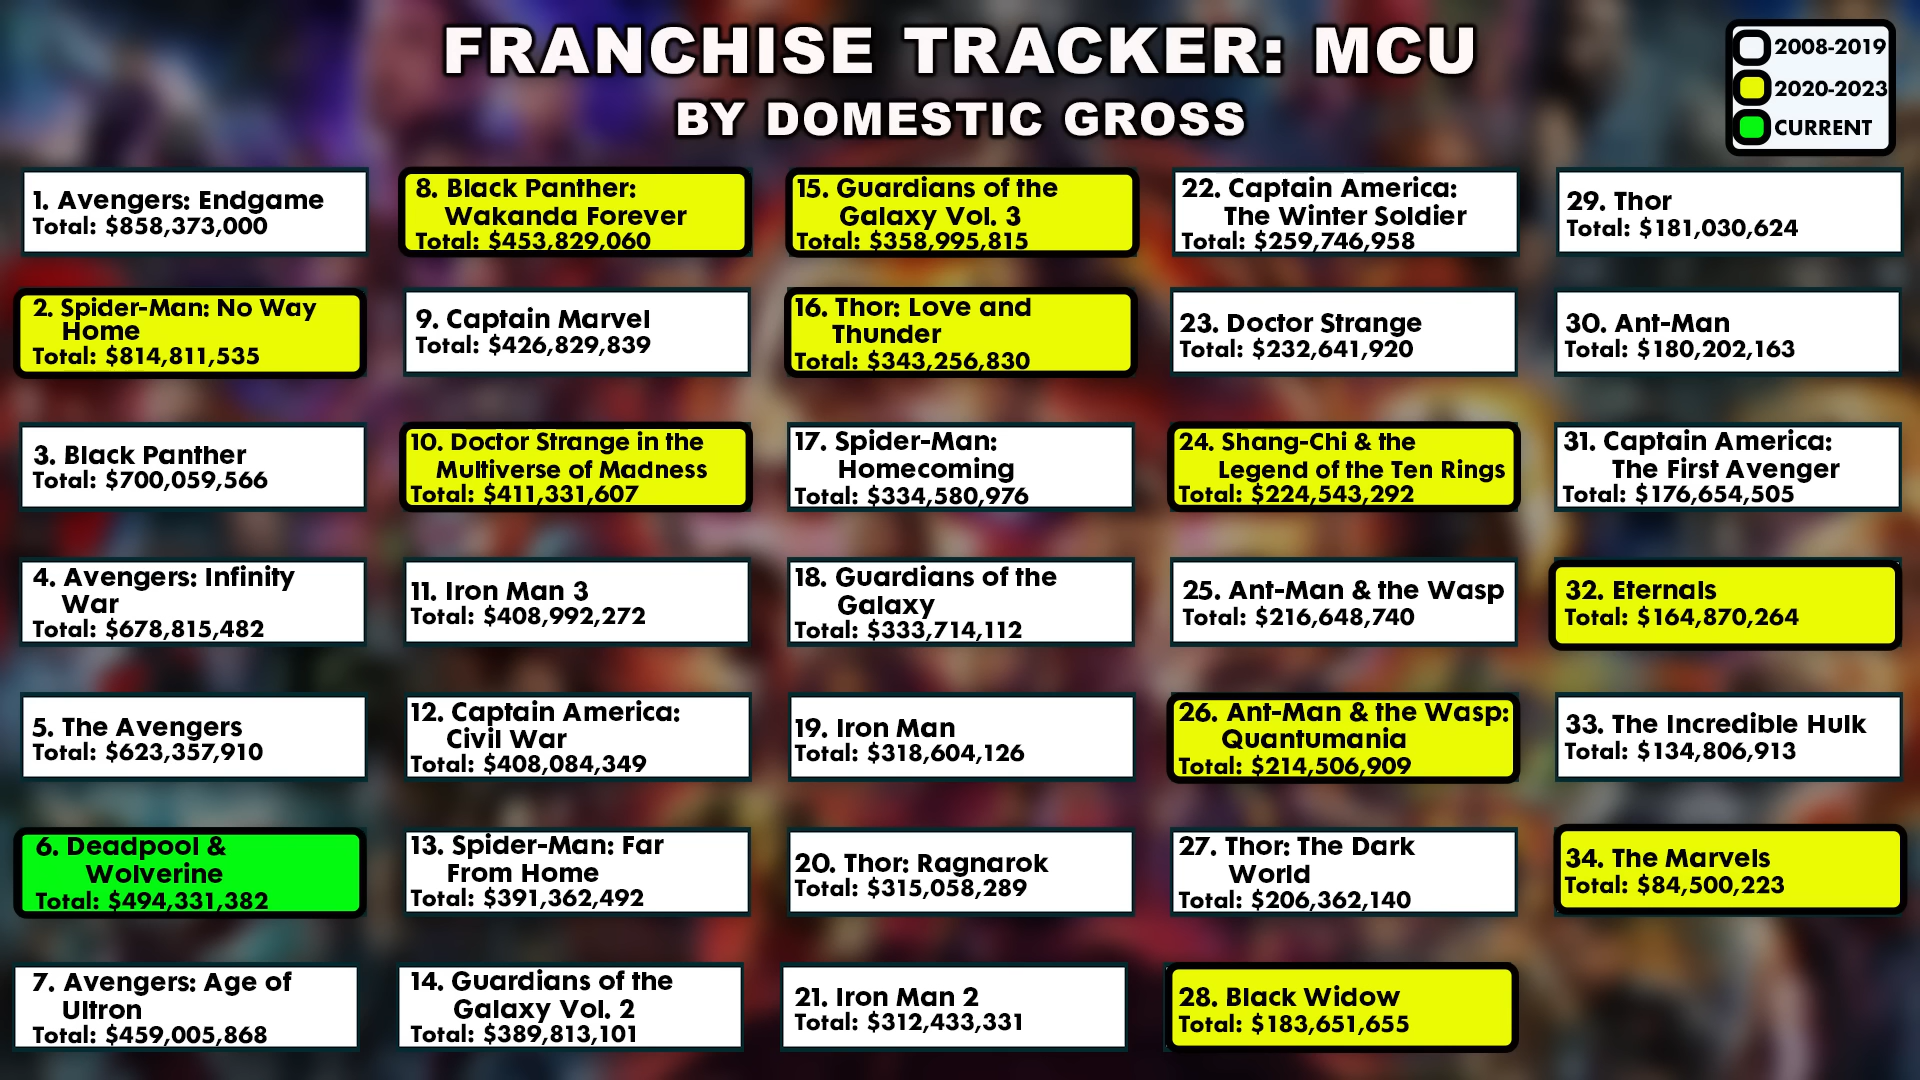 FRANCHISE TRACKER: MCU
BY DOMESTIC GROSS
2008-2019
2020-2023
CURRENT
1. Avengers: Endgame
Total: $858,373,000
2. Spider-Man: No Way
Home
Total: $814,811,535
3. Black Panther
Total: $700,059,566
4. Avengers: Infinity
War
Total: $678,815,482
5. The Avengers
Total: $623,357,910
6. Deadpool &
Wolverine
Total: $494,331,382
7. Avengers: Age of
Ultron
Total: $459,005,868
8. Black Panther:
Wakanda Forever
Total: $453,829,060
9. Captain Marvel
Total: $426,829,839
10. Doctor Strange in the
Multiverse of Madness
Total: $411,331,607
11. Iron Man 3
Total: $408,992,272
12. Captain America:
Civil War
Total: $408,084,349
13. Spider-Man: Far
From Home
Total: $391,362,492
14. Guardians of the
Galaxy Vol. 2
Total: $389,813,101
15. Guardians of the
Galaxy Vol. 3
Total: $358,995,815
16. Thor: Love and
Thunder
Total: $343,256,830
17. Spider-Man:
Homecoming
Total: $334,580,976
18. Guardians of the
Galaxy
Total: $333,714,112
19. Iron Man
Total: $318,604,126
20. Thor: Ragnarok
Total: $315,058,289
21. Iron Man 2
Total: $312,433,331
22. Captain America:
The Winter Soldier
Total: $259,746,958
23. Doctor Strange
Total: $232,641,920
24. Shang-Chi & the
Legend of the Ten Rings
Total: $224,543,292
25. Ant-Man & the Wasp
Total: $216,648,740
26. Ant-Man & the Wasp:
Quantumania
Total: $214,506,909
27. Thor: The Dark
World
Total: $206,362,140
28. Black Widow
Total: $183,651,655
29. Thor
Total: $181,030,624
30. Ant-Man
Total: $180,202,163
31. Captain America:
The First Avenger
Total: $176,654,505
32. Eternals
Total: $164,870,264
33. The Incredible Hulk
Total: $134,806,913
34. The Marvels
Total: $84,500,223